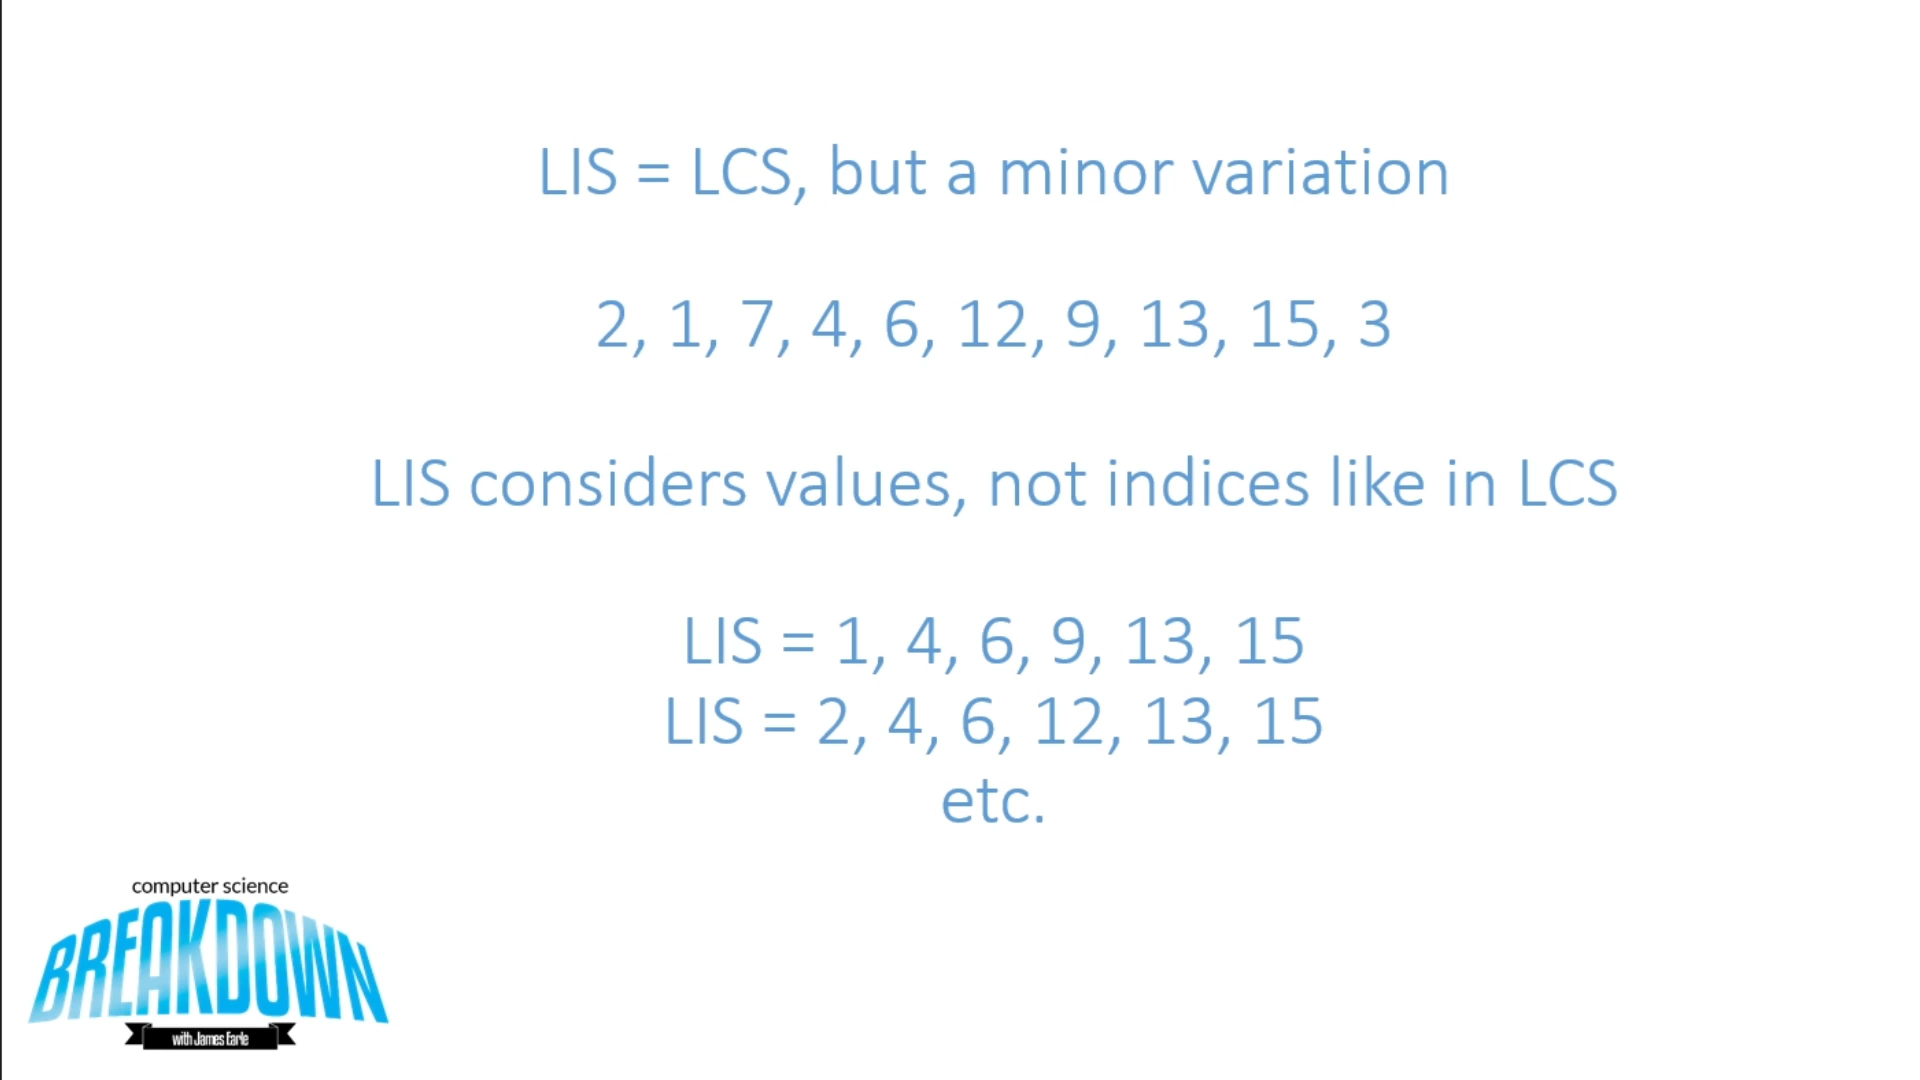 LIS = LCS, but a minor variation
2, 1, 7, 4, 6, 12, 9, 13, 15, 3
LIS considers values, not indices like in LCS
LIS = 1, 4, 6, 9, 13, 15
LIS = 2, 4, 6, 12, 13, 15
etc.
computer science
BREAKDOWN
with James Earle